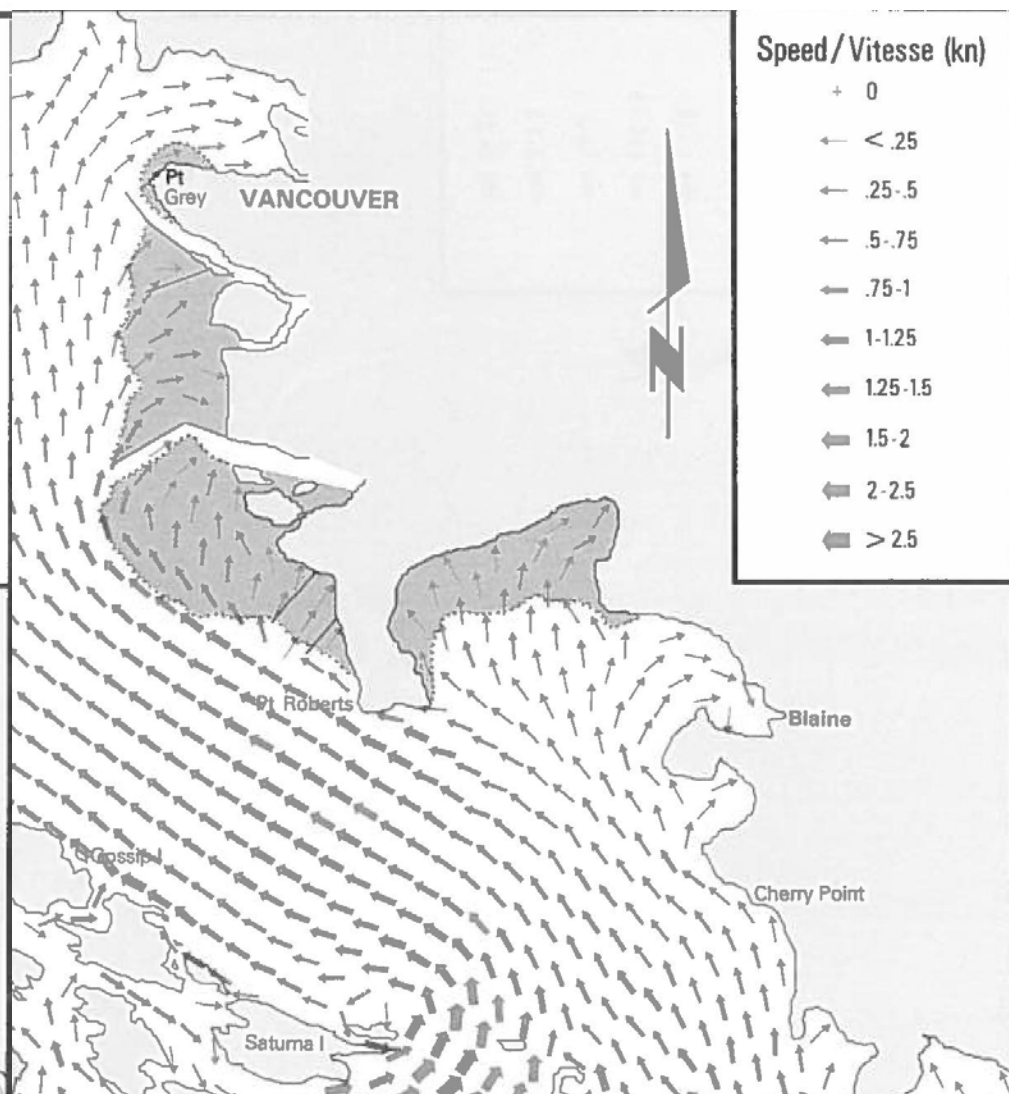 Speed/Vitesse (kn)
+ 0
< .25
.25-.5
.5-.75
.75-1
1-1.25
1.25-1.5
1.5-2
2-2.5
> 2.5
Pt
Grey
VANCOUVER
N
Pt Roberts
Blaine
GGossip I
Cherry Point
Saturna I